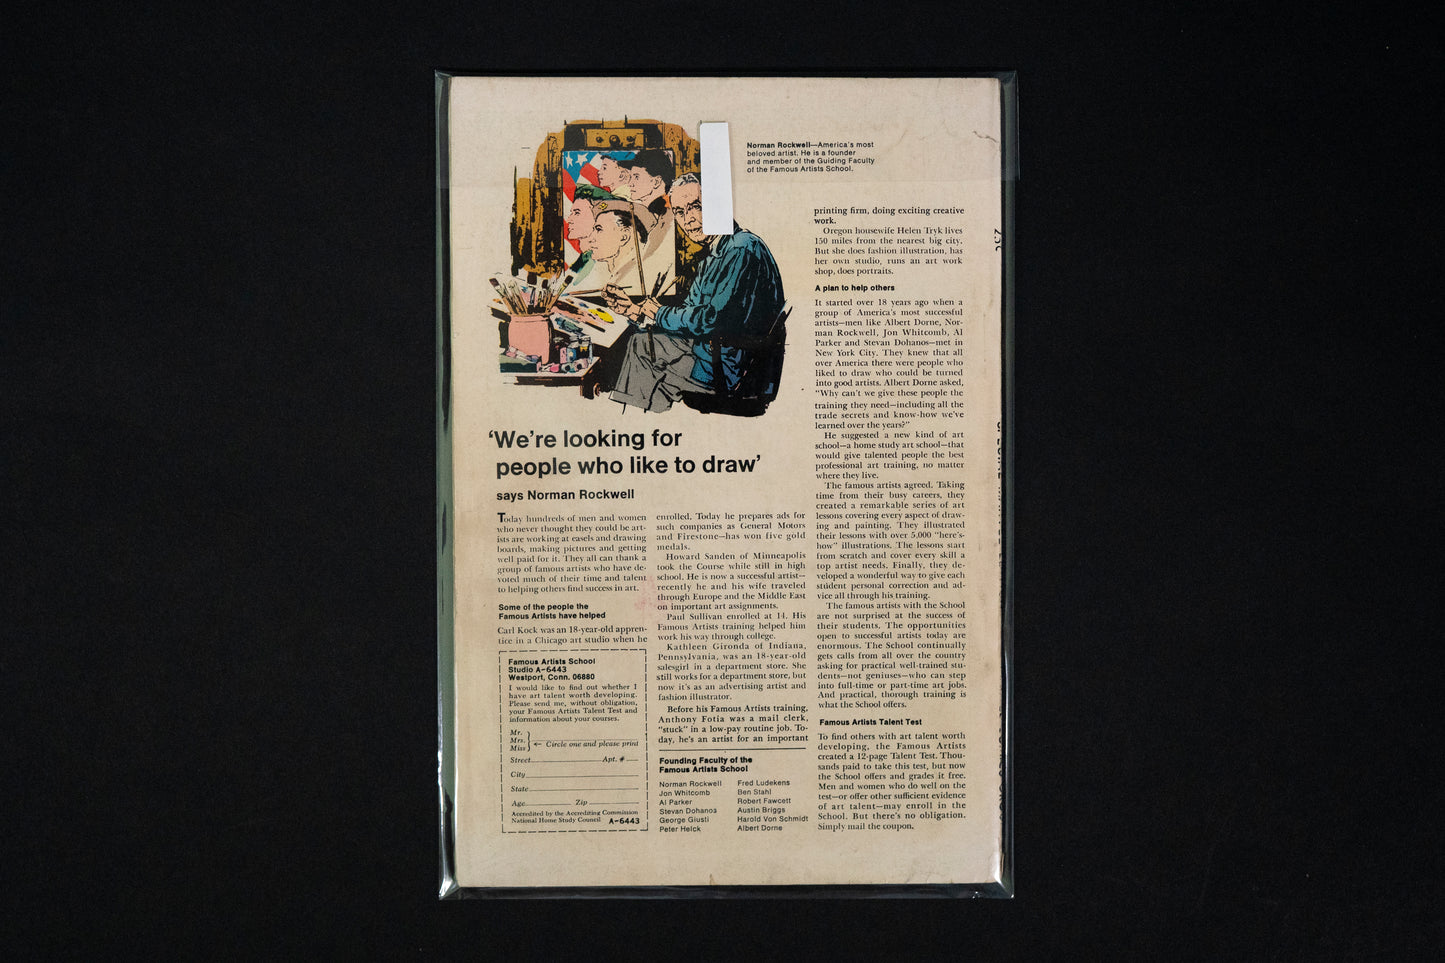 Norman Rockwell—America's most
beloved artist. He is a founder
and member of the Guiding Faculty
of the Famous Artists School.
'We're looking for
people who like to draw'
says Norman Rockwell
Today hundreds of men and women
who never thought they could be art-
ists are working at easels and drawing
boards, making pictures and getting
well paid for it. They all can thank a
group of famous artists who have de-
voted much of their time and talent
to helping others find success in art.
Some of the people the
Famous Artists have helped
Carl Kock was an 18-year-old appren-
tice in a Chicago art studio when he
Famous Artists School
Studio A-6443
Westport, Conn. 06880
I would like to find out whether I
have art talent worth developing.
Please send me, without obligation,
your Famous Artists Talent Test and
information about your courses.
Mr.
Mrs.
Miss
← Circle one and please print
Street Apt. #
City
State
Age Zip
Accredited by the Accrediting Commission
National Home Study Council A-6443
enrolled. Today he prepares ads for
such companies as General Motors
and Firestone—has won five gold
medals.
Howard Sanden of Minneapolis
took the Course while still in high
school. He is now a successful artist—
recently he and his wife traveled
through Europe and the Middle East
on important art assignments.
Paul Sullivan enrolled at 14. His
Famous Artists training helped him
work his way through college.
Kathleen Gironda of Indiana,
Pennsylvania, was an 18-year-old
salesgirl in a department store. She
still works for a department store, but
now it's as an advertising artist and
fashion illustrator.
Before his Famous Artists training,
Anthony Fotia was a mail clerk,
"stuck" in a low-pay routine job. To-
day, he's an artist for an important
Founding Faculty of the
Famous Artists School
Norman Rockwell
Jon Whitcomb
Al Parker
Stevan Dohanos
George Giusti
Peter Helck
Fred Ludekens
Ben Stahl
Robert Fawcett
Austin Briggs
Harold Von Schmidt
Albert Dorne
printing firm, doing exciting creative
work.
Oregon housewife Helen Tryk lives
150 miles from the nearest big city.
But she does fashion illustration, has
her own studio, runs an art work
shop, does portraits.
A plan to help others
It started over 18 years ago when a
group of America's most successful
artists—men like Albert Dorne, Nor-
man Rockwell, Jon Whitcomb, Al
Parker and Stevan Dohanos—met in
New York City. They knew that all
over America there were people who
liked to draw who could be turned
into good artists. Albert Dorne asked,
"Why can't we give these people the
training they need—including all the
trade secrets and know-how we've
learned over the years?"
He suggested a new kind of art
school—a home study art school—that
would give talented people the best
professional art training, no matter
where they live.
The famous artists agreed. Taking
time from their busy careers, they
created a remarkable series of art
lessons covering every aspect of draw-
ing and painting. They illustrated
their lessons with over 5,000 "here's-
how" illustrations. The lessons start
from scratch and cover every skill a
top artist needs. Finally, they de-
veloped a wonderful way to give each
student personal correction and ad-
vice all through his training.
The famous artists with the School
are not surprised at the success of
their students. The opportunities
open to successful artists today are
enormous. The School continually
gets calls from all over the country
asking for practical well-trained stu-
dents—not geniuses—who can step
into full-time or part-time art jobs.
And practical, thorough training is
what the School offers.
Famous Artists Talent Test
To find others with art talent worth
developing, the Famous Artists
created a 12-page Talent Test. Thou-
sands paid to take this test, but now
the School offers and grades it free.
Men and women who do well on the
test—or offer other sufficient evidence
of art talent—may enroll in the
School. But there's no obligation.
Simply mail the coupon.
25¢